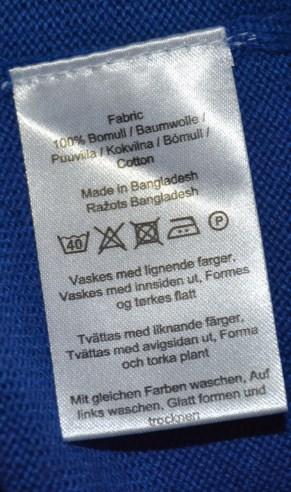 Fabric
100% Bomull / Baumwolle /
Puuvilla / Kokvilna / Bómull /
Cotton
Made in Bangladesh
Ražots Bangladesh
40 P
Vaskes med lignende farger,
Vaskes med innsiden ut, Formes
og tørkes flatt
Tvättas med liknande färger,
Tvättas med avigsidan ut, Forma
och torka plant
Mit gleichen Farben waschen, Auf
links waschen, Glatt formen und
trocknen